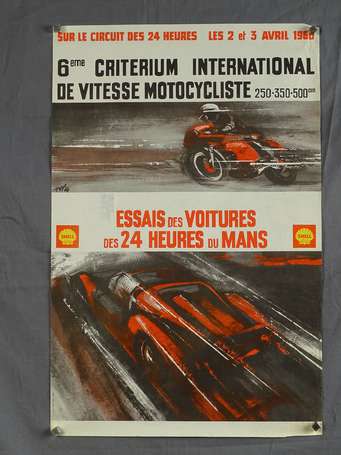 SUR LE CIRCUIT DES 24 HEURES LES 2 et 3 AVRIL 1966
6eme CRITERIUM INTERNATIONAL
DE VITESSE MOTOCYCLISTE 250-350-500cm3
ESSAIS DES VOITURES
DES 24 HEURES DU MANS
SHELL
SHELL